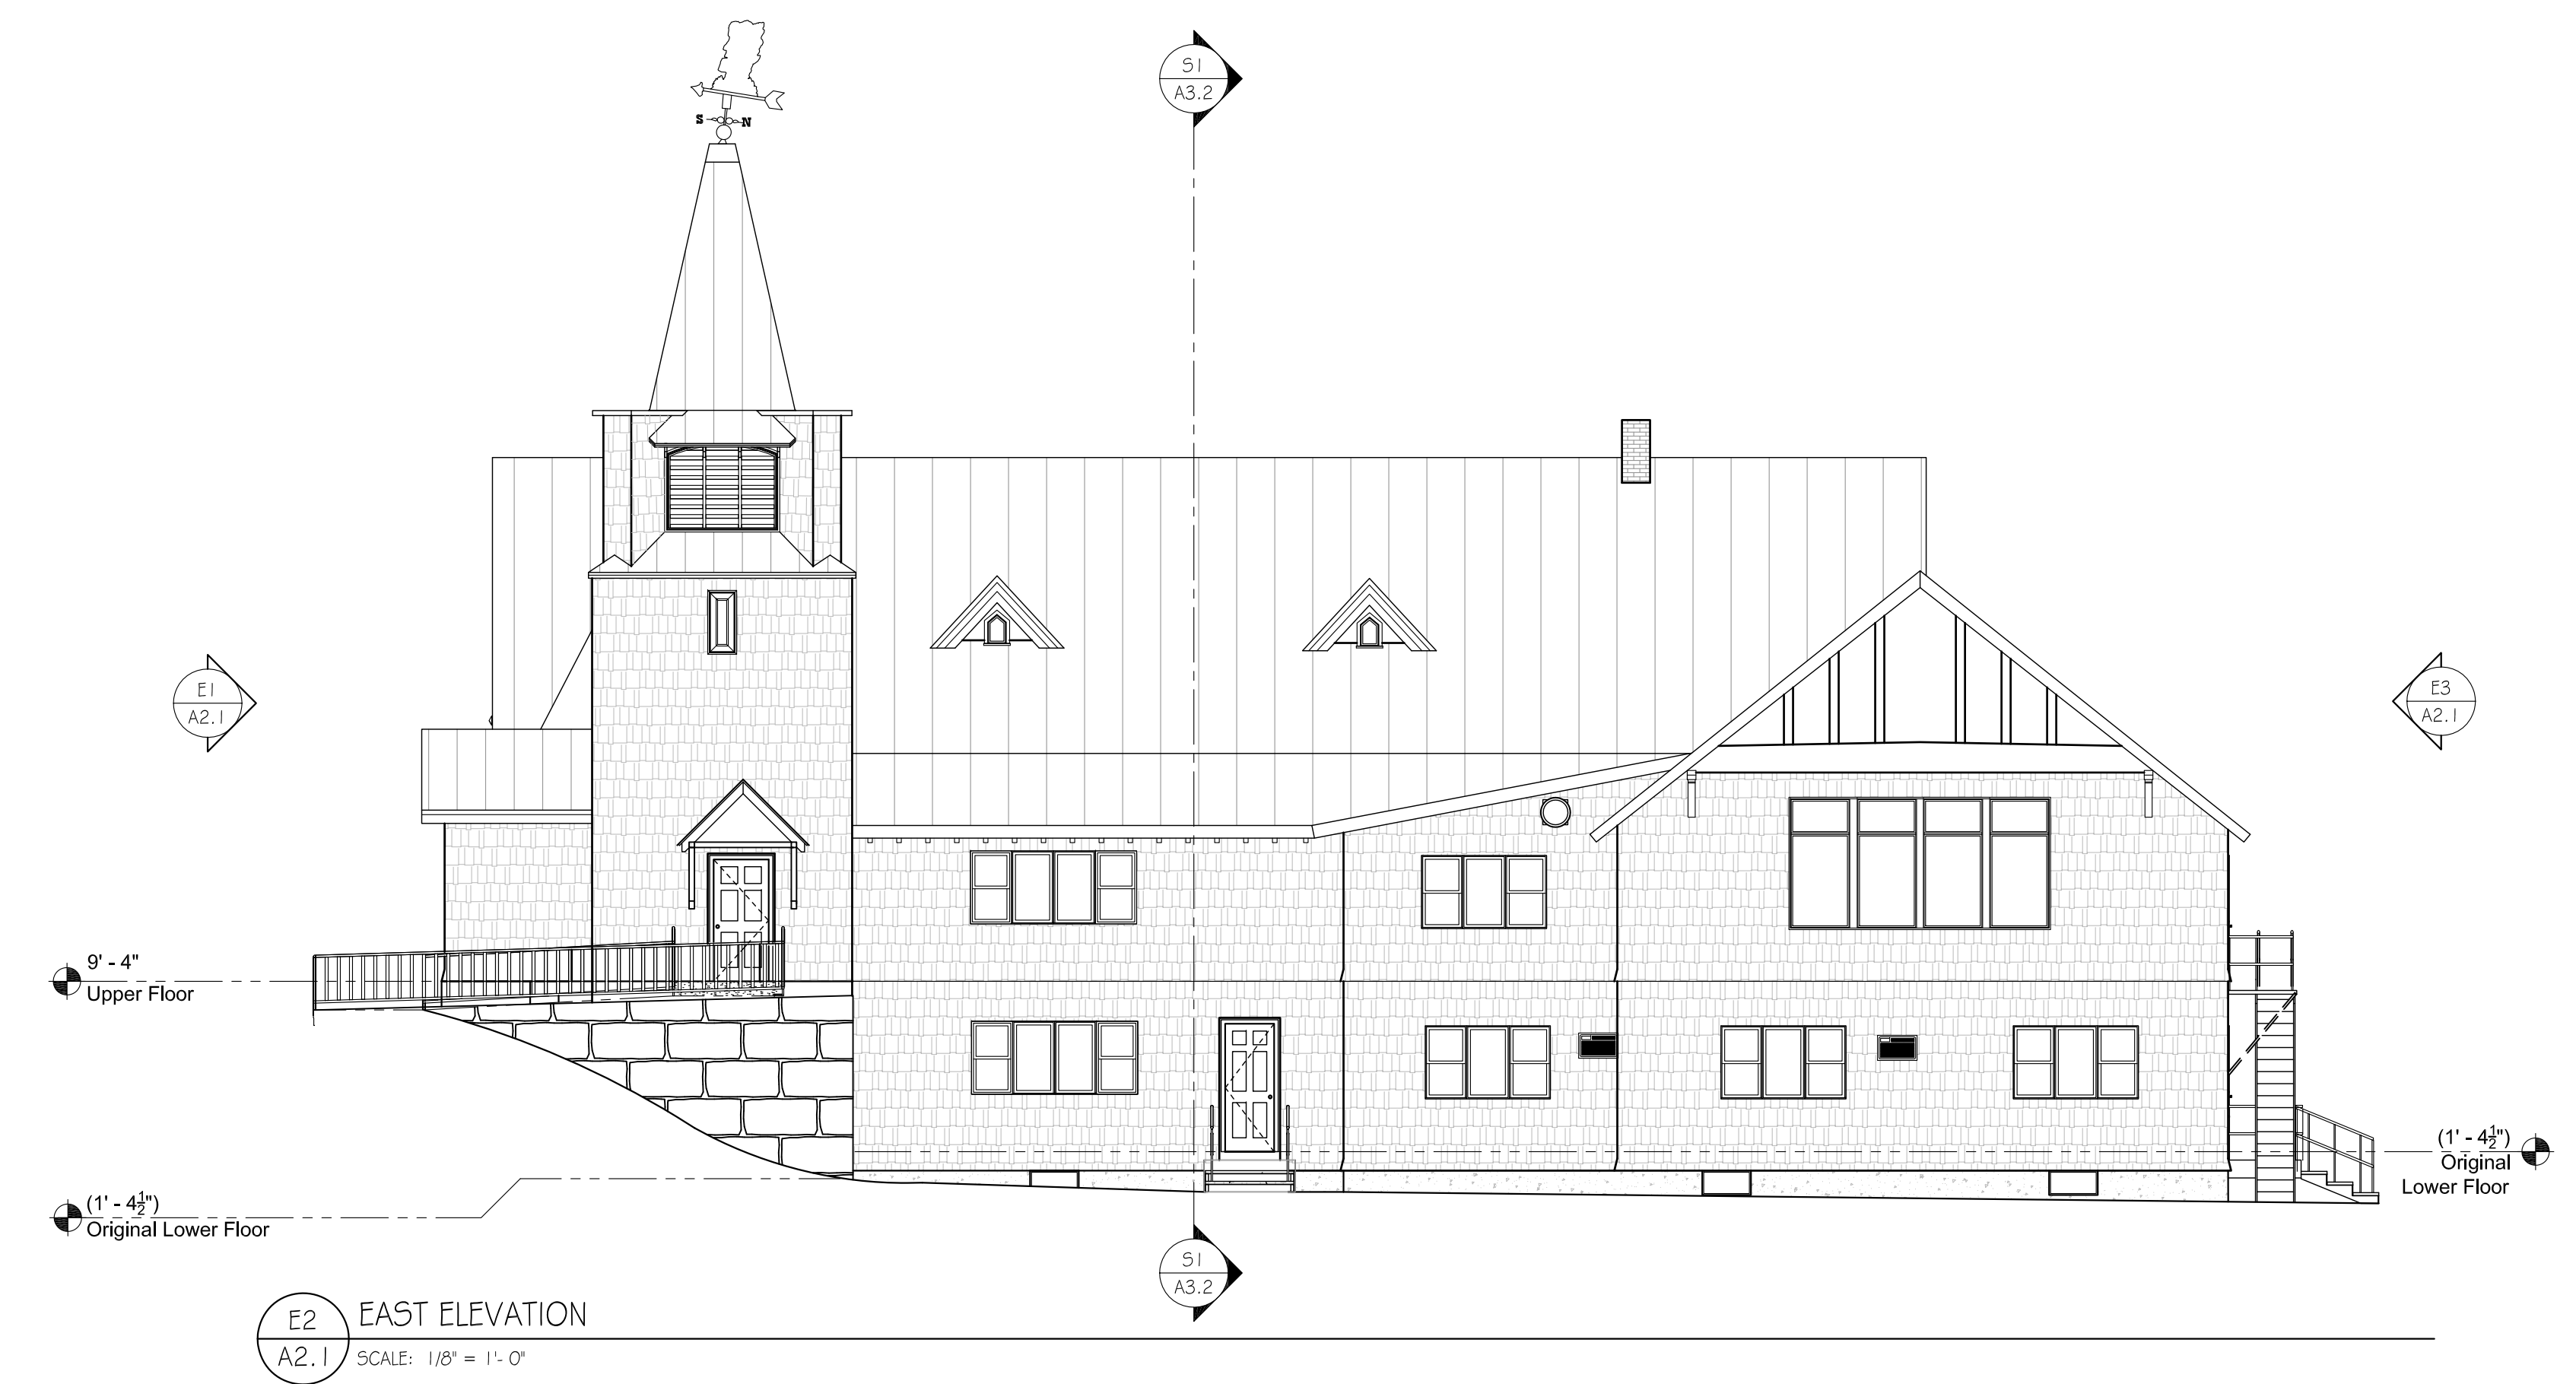 S N
S1
A3.2
E1
A2.1
E3
A2.1
9' - 4"
Upper Floor
(1' - 4½")
Original
Lower Floor
(1' - 4½")
Original Lower Floor
S1
A3.2
E2
A2.1
EAST ELEVATION
SCALE: 1/8" = 1'- 0"